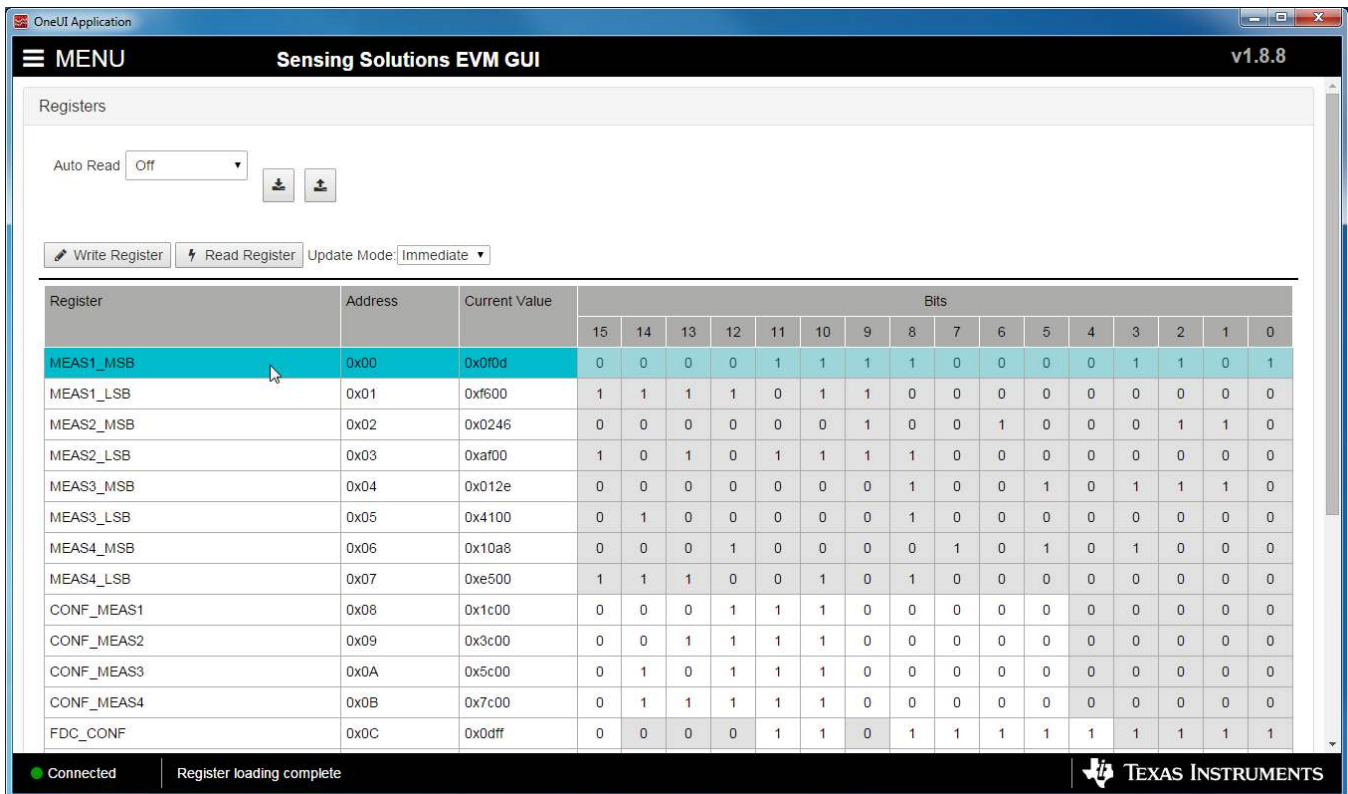 OneUI Application
MENU Sensing Solutions EVM GUI v1.8.8
Registers
Auto Read Off
Write Register Read Register Update Mode: Immediate
Register Address Current Value Bits
15 14 13 12 11 10 9 8 7 6 5 4 3 2 1 0
MEAS1_MSB 0x00 0x0f0d 0 0 0 0 1 1 1 1 0 0 0 0 1 1 0 1
MEAS1_LSB 0x01 0xf600 1 1 1 1 0 1 1 0 0 0 0 0 0 0 0 0
MEAS2_MSB 0x02 0x0246 0 0 0 0 0 0 1 0 0 1 0 0 0 1 1 0
MEAS2_LSB 0x03 0xaf00 1 0 1 0 1 1 1 1 0 0 0 0 0 0 0 0
MEAS3_MSB 0x04 0x012e 0 0 0 0 0 0 0 1 0 0 1 0 1 1 1 0
MEAS3_LSB 0x05 0x4100 0 1 0 0 0 0 0 1 0 0 0 0 0 0 0 0
MEAS4_MSB 0x06 0x10a8 0 0 0 1 0 0 0 0 1 0 1 0 1 0 0 0
MEAS4_LSB 0x07 0xe500 1 1 1 0 0 1 0 1 0 0 0 0 0 0 0 0
CONF_MEAS1 0x08 0x1c00 0 0 0 1 1 1 0 0 0 0 0 0 0 0 0 0
CONF_MEAS2 0x09 0x3c00 0 0 1 1 1 1 0 0 0 0 0 0 0 0 0 0
CONF_MEAS3 0x0A 0x5c00 0 1 0 1 1 1 0 0 0 0 0 0 0 0 0 0
CONF_MEAS4 0x0B 0x7c00 0 1 1 1 1 1 0 0 0 0 0 0 0 0 0 0
FDC_CONF 0x0C 0x0dff 0 0 0 0 1 1 0 1 1 1 1 1 1 1 1 1
Connected Register loading complete TEXAS INSTRUMENTS